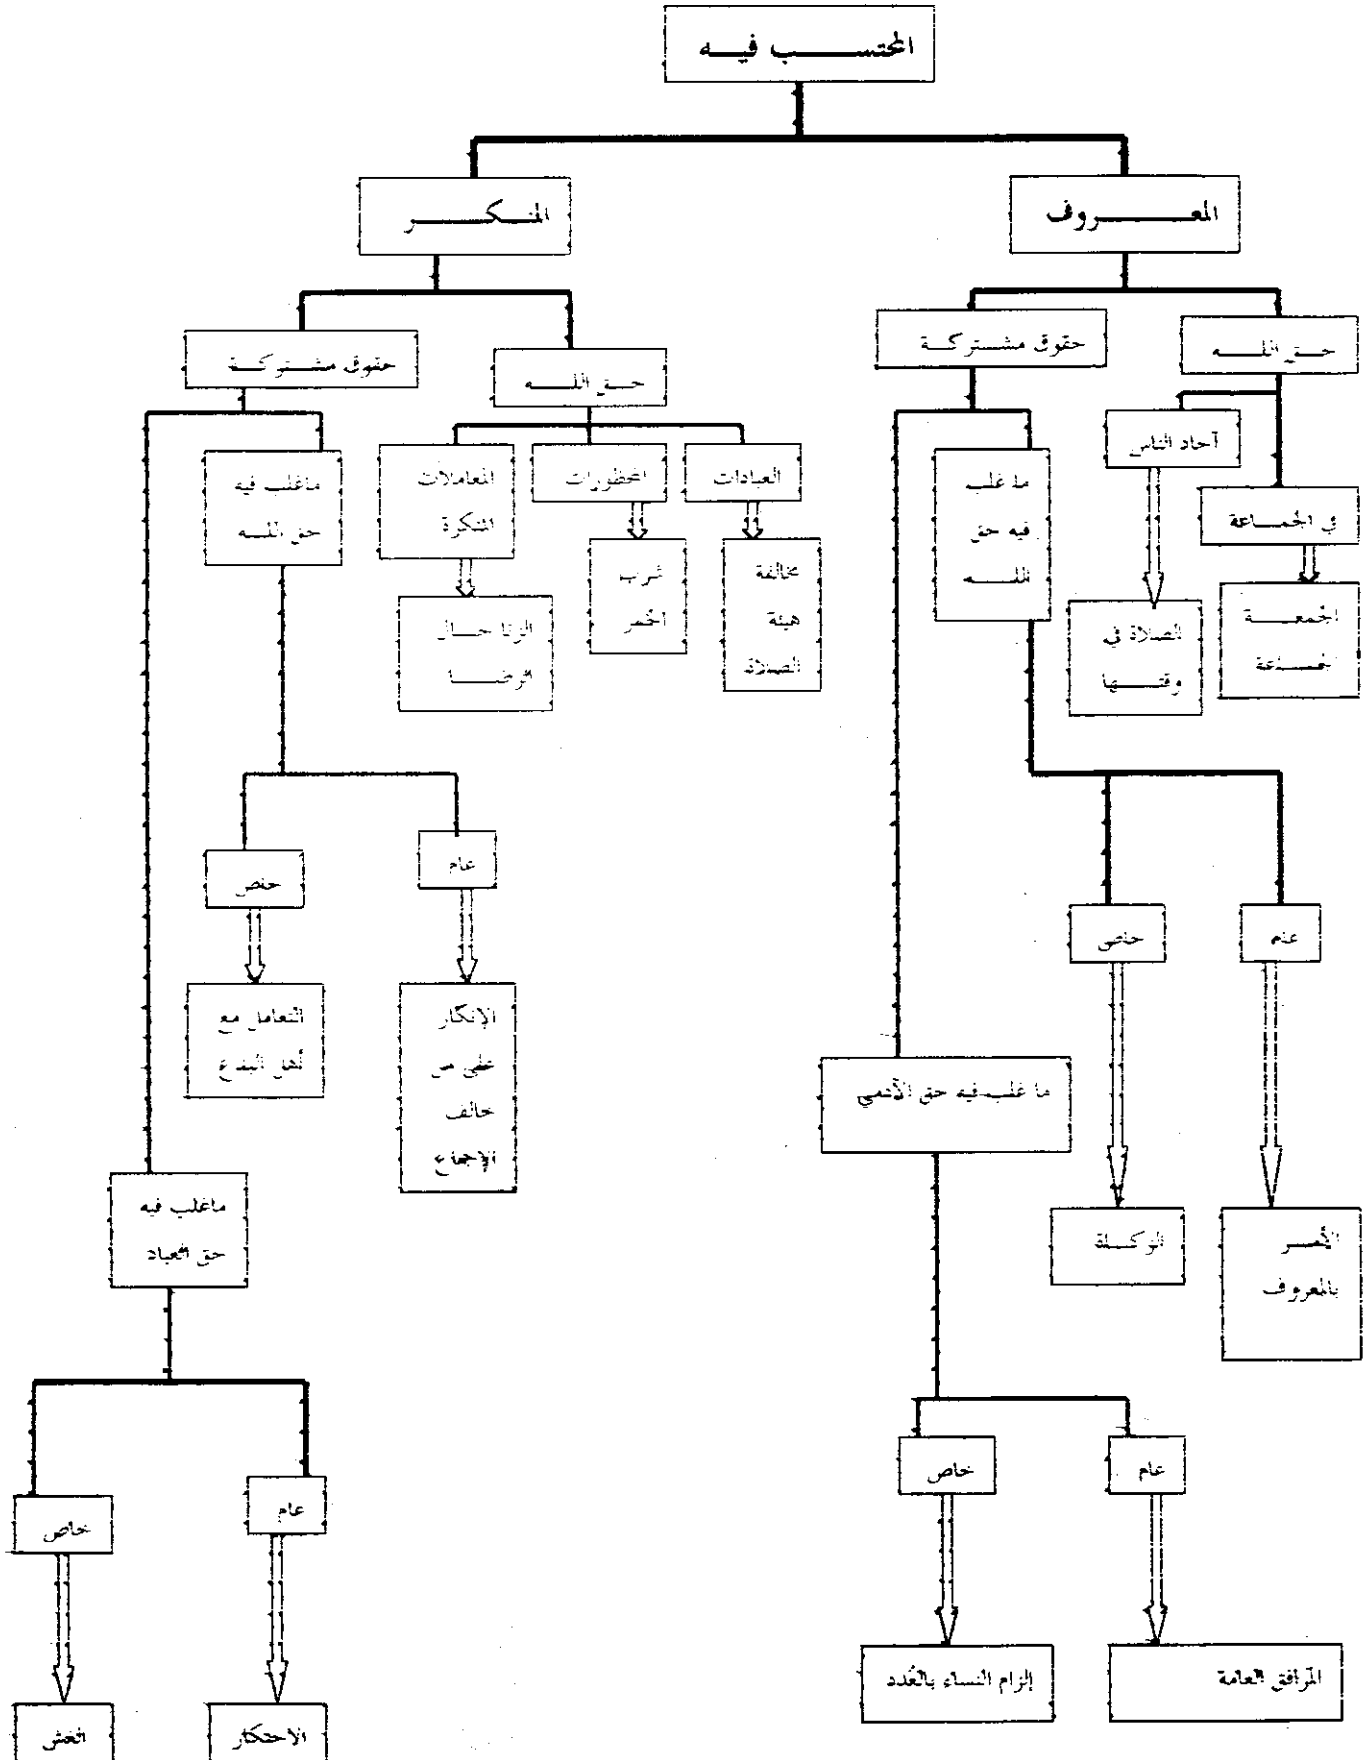 المحتسب فيه
المعروف
المنكر
حق الله
حقوق مشتركة
حقوق مشتركة
حق الله
آحاد الناس
في الجماعة
ما غلب
فيه حق
الله
العبادات
المحظورات
المعاملات
المنكرة
ماغلب فيه
حق الله
الجمعة
الجماعة
الصلاة في
وقتها
مخالفة
هيئة
الصلاة
شرب
الخمر
الزنا حال
الرضا
عام
خاص
عام
خاص
الإنكار
على من
خالف
الإجماع
التعامل مع
أهل البدع
ما غلب فيه حق الآدمي
ماغلب فيه
حق العباد
الأمر
بالمعروف
الوكالة
عام
خاص
عام
خاص
المرافق العامة
إلزام النساء بالعُدد
الاحتكار
الغش